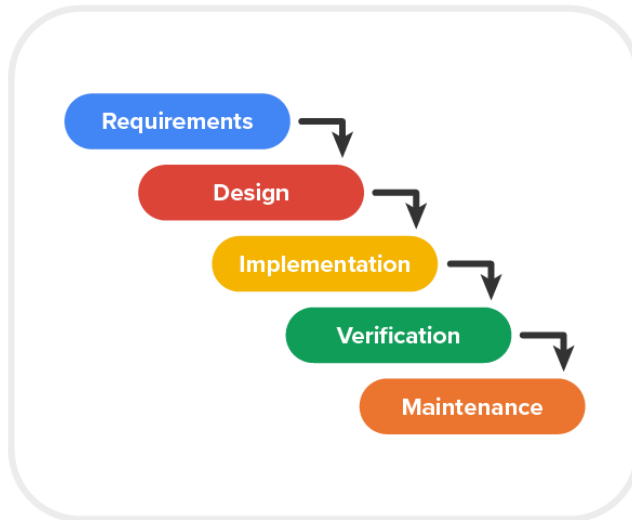 Requirements
Design
Implementation
Verification
Maintenance